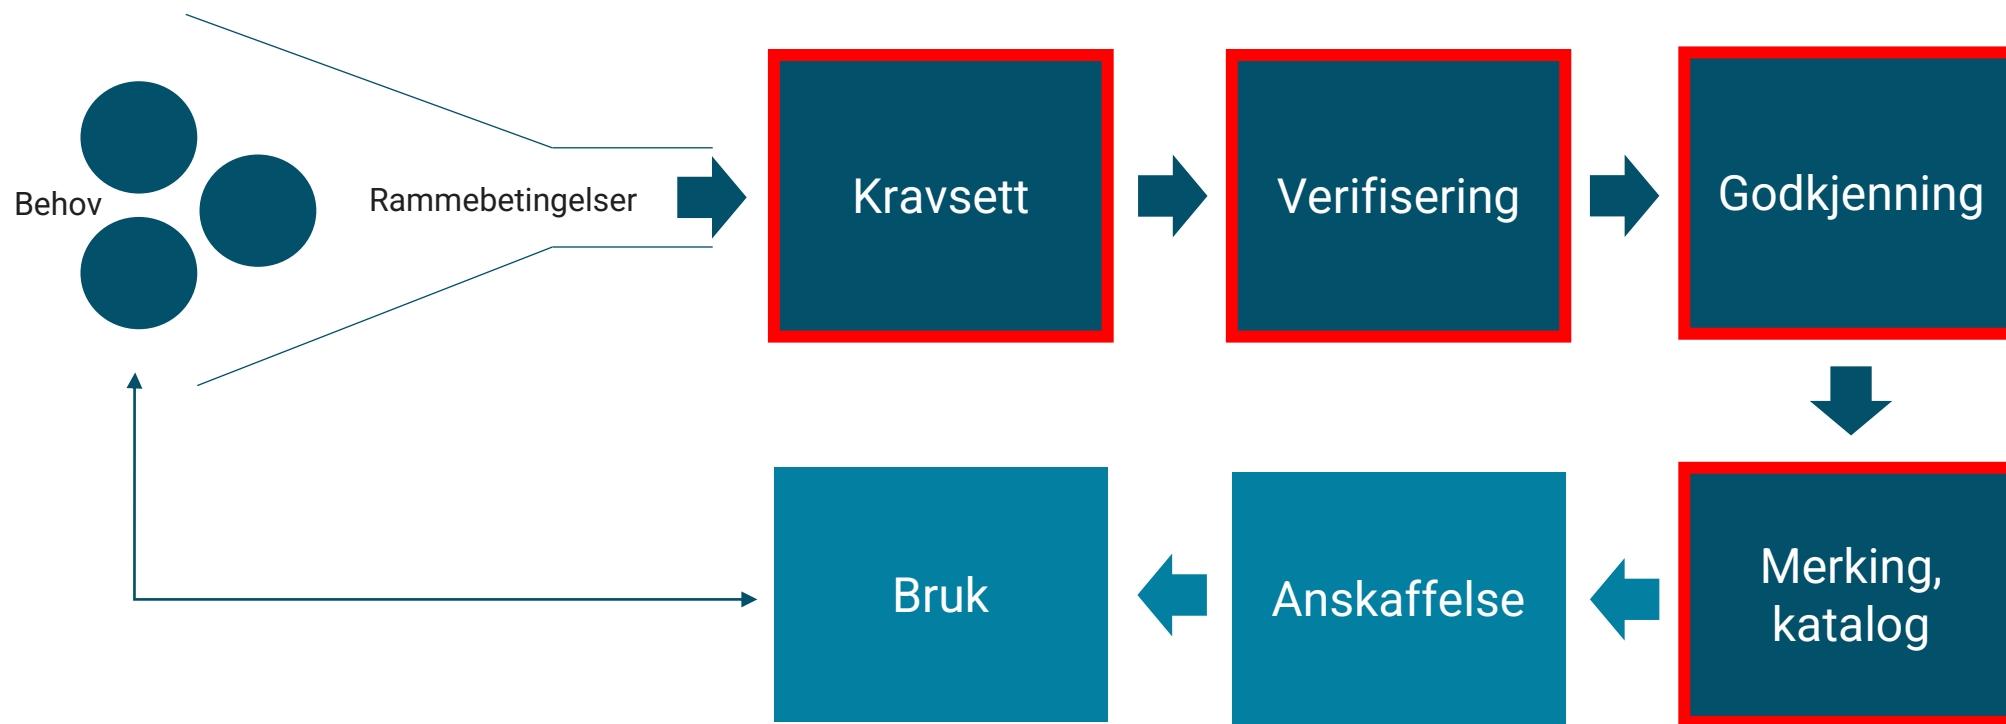 Behov
Rammebetingelser
Kravsett
Verifisering
Godkjenning
Bruk
Anskaffelse
Merking,
katalog